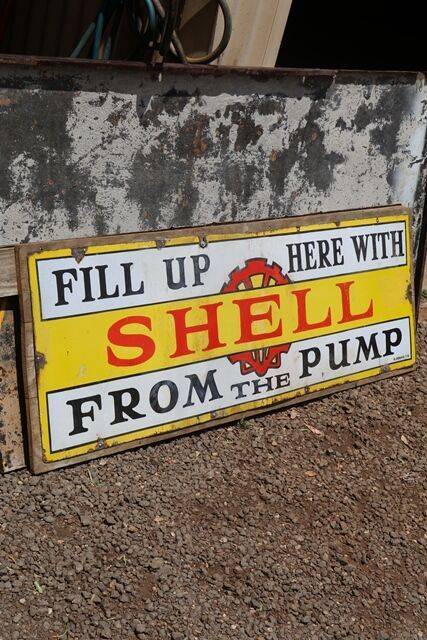 FILL UP HERE WITH
SHELL
FROM THE PUMP